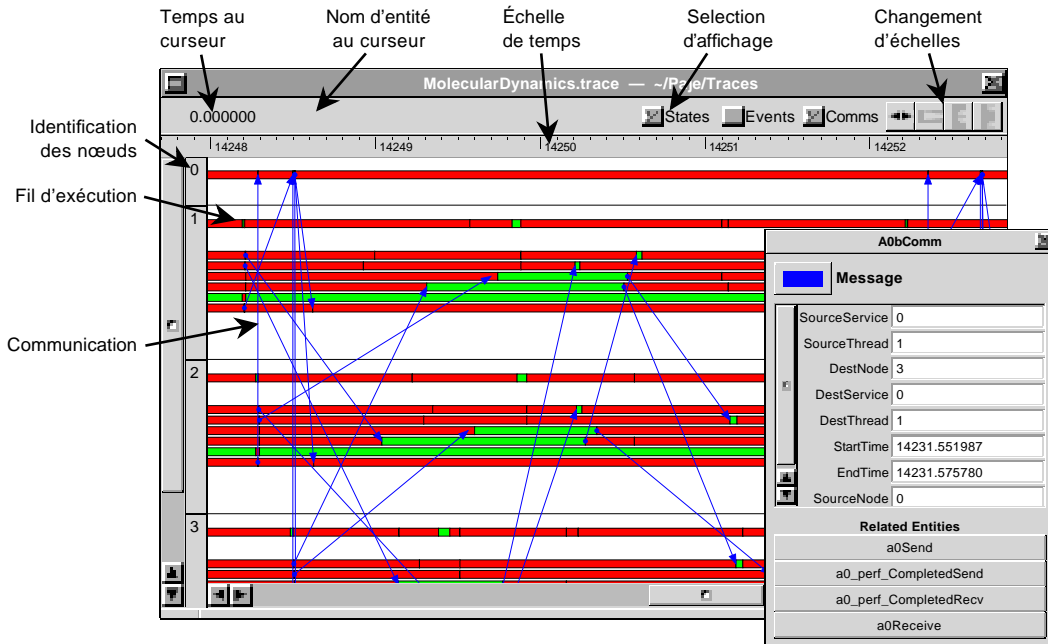 Temps au
curseur
Nom d'entité
au curseur
Échelle
de temps
Selection
d'affichage
Changement
d'échelles
MolecularDynamics.trace — ~/Paje/Traces
0.000000
States
Events
Comms
Identification
des nœuds
14248
14249
14250
14251
14252
0
Fil d'exécution
1
Communication
2
3
A0bComm
Message
SourceService 0
SourceThread 1
DestNode 3
DestService 0
DestThread 1
StartTime 14231.551987
EndTime 14231.575780
SourceNode 0
Related Entities
a0Send
a0_perf_CompletedSend
a0_perf_CompletedRecv
a0Receive